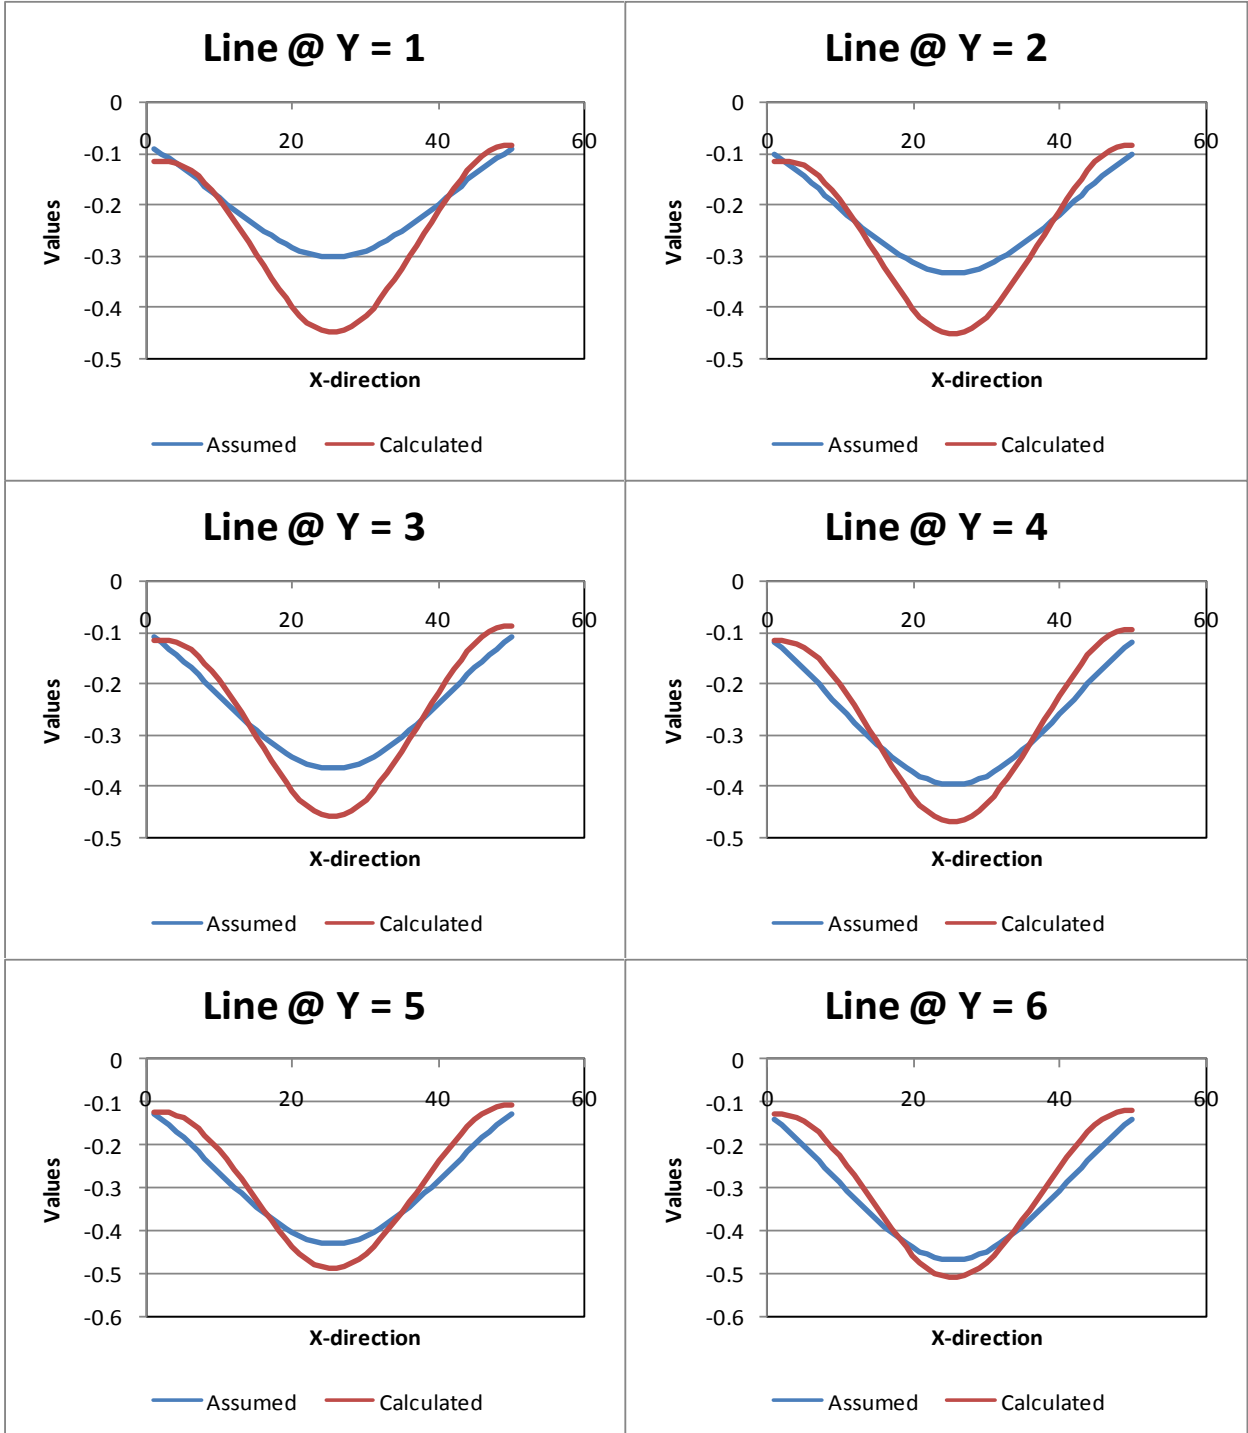 Line @ Y = 1
0
0 20 40 60
-0.1
-0.2
-0.3
-0.4
-0.5
Values
X-direction
Assumed Calculated
Line @ Y = 2
0
0 20 40 60
-0.1
-0.2
-0.3
-0.4
-0.5
Values
X-direction
Assumed Calculated
Line @ Y = 3
0
0 20 40 60
-0.1
-0.2
-0.3
-0.4
-0.5
Values
X-direction
Assumed Calculated
Line @ Y = 4
0
0 20 40 60
-0.1
-0.2
-0.3
-0.4
-0.5
Values
X-direction
Assumed Calculated
Line @ Y = 5
0
0 20 40 60
-0.1
-0.2
-0.3
-0.4
-0.5
-0.6
Values
X-direction
Assumed Calculated
Line @ Y = 6
0
0 20 40 60
-0.1
-0.2
-0.3
-0.4
-0.5
-0.6
Values
X-direction
Assumed Calculated